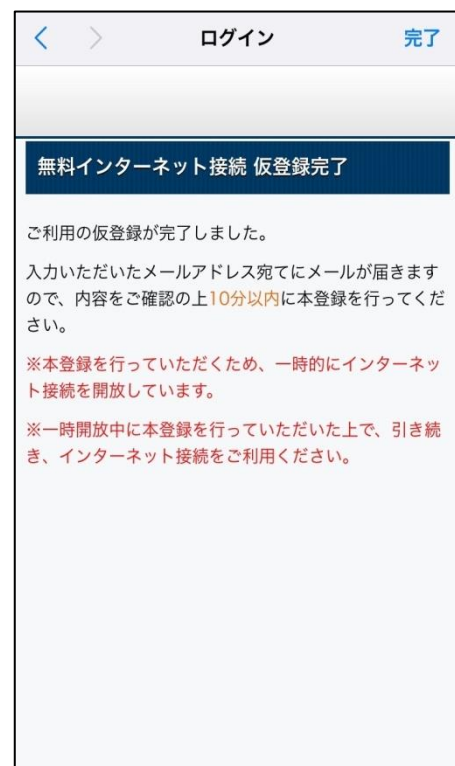 ログイン
完了
無料インターネット接続 仮登録完了
ご利用の仮登録が完了しました。
入力いただいたメールアドレス宛てにメールが届きます
ので、内容をご確認の上10分以内に本登録を行ってくだ
さい。
※本登録を行っていただくため、一時的にインターネッ
ト接続を開放しています。
※一時開放中に本登録を行っていただいた上で、引き続
き、インターネット接続をご利用ください。